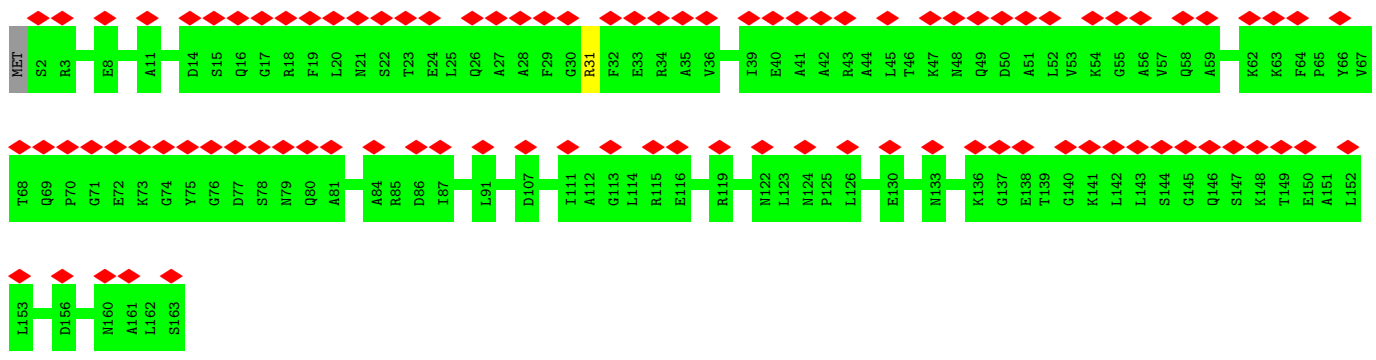 MET S2 R3 E8 A11 D14 S15 Q16 G17 R18 F19 L20 N21 S22 T23 E24 L25 Q26 A27 A28 F29 G30 R31 F32 E33 R34 A35 V36 I39 E40 A41 A42 R43 A44 L45 T46 K47 N48 Q49 D50 A51 L52 V53 K54 G55 A56 V57 Q58 A59 K62 K63 F64 P65 Y66 V67
T68 Q69 P70 G71 E72 K73 G74 Y75 G76 D77 S78 N79 Q80 A81 A84 R85 D86 I87 L91 D107 I111 A112 G113 L114 R115 E116 R119 N122 L123 N124 P125 L126 E130 N133 K136 G137 E138 T139 G140 K141 L142 L143 S144 G145 Q146 S147 K148 T149 E150 A151 L152
L153 D156 N160 A161 L162 S163